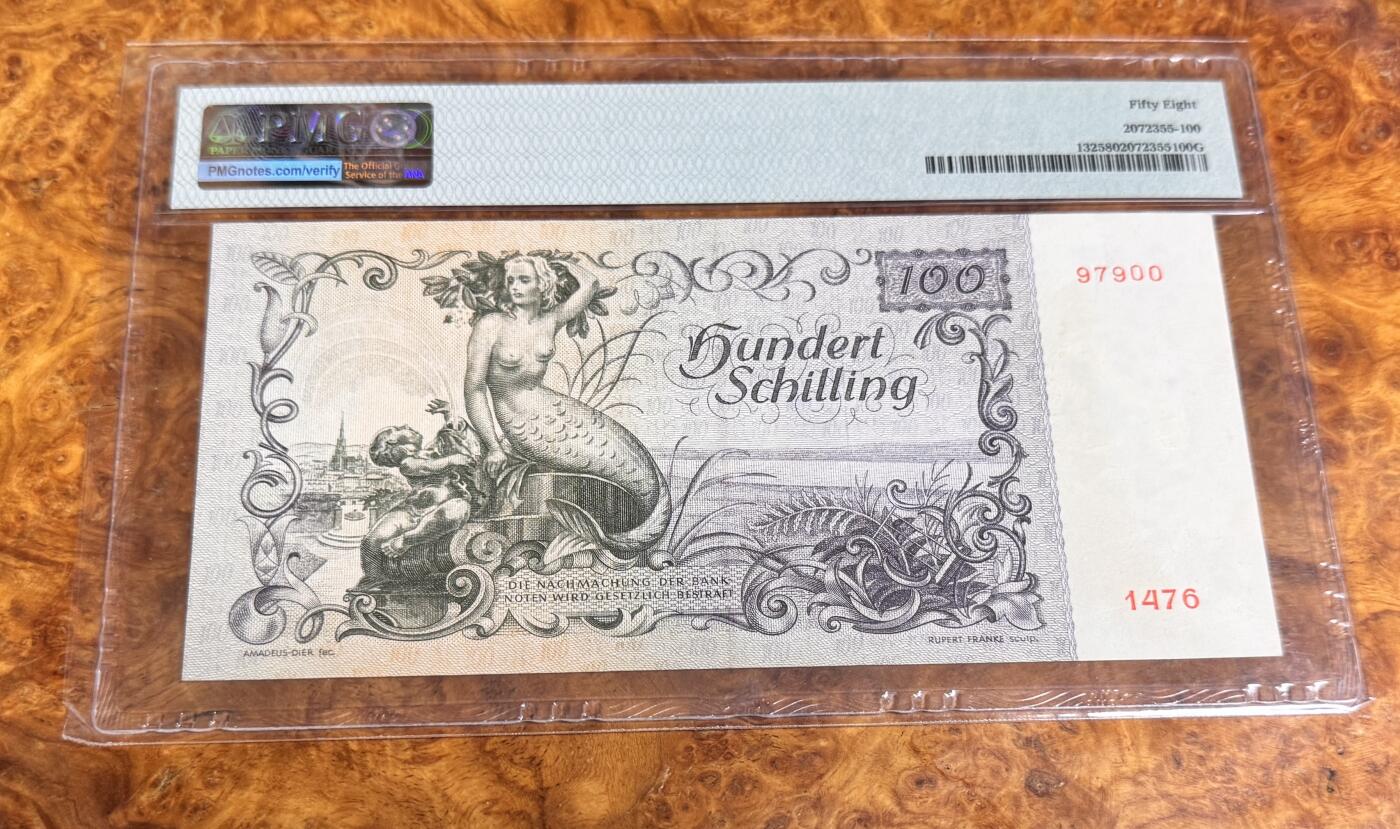 PMG
Fifty Eight
2072355-100
1325802072355100G
PMGnotes.com/verify
The Official
Service of the
100
97900
Hundert
Schilling
DIE NACHMACHUNG DER BANK
NOTEN WIRD GESETZLICH BESTRAFT
1476
AMADEUS-DIER fec.
RUPERT FRANKE sculp.